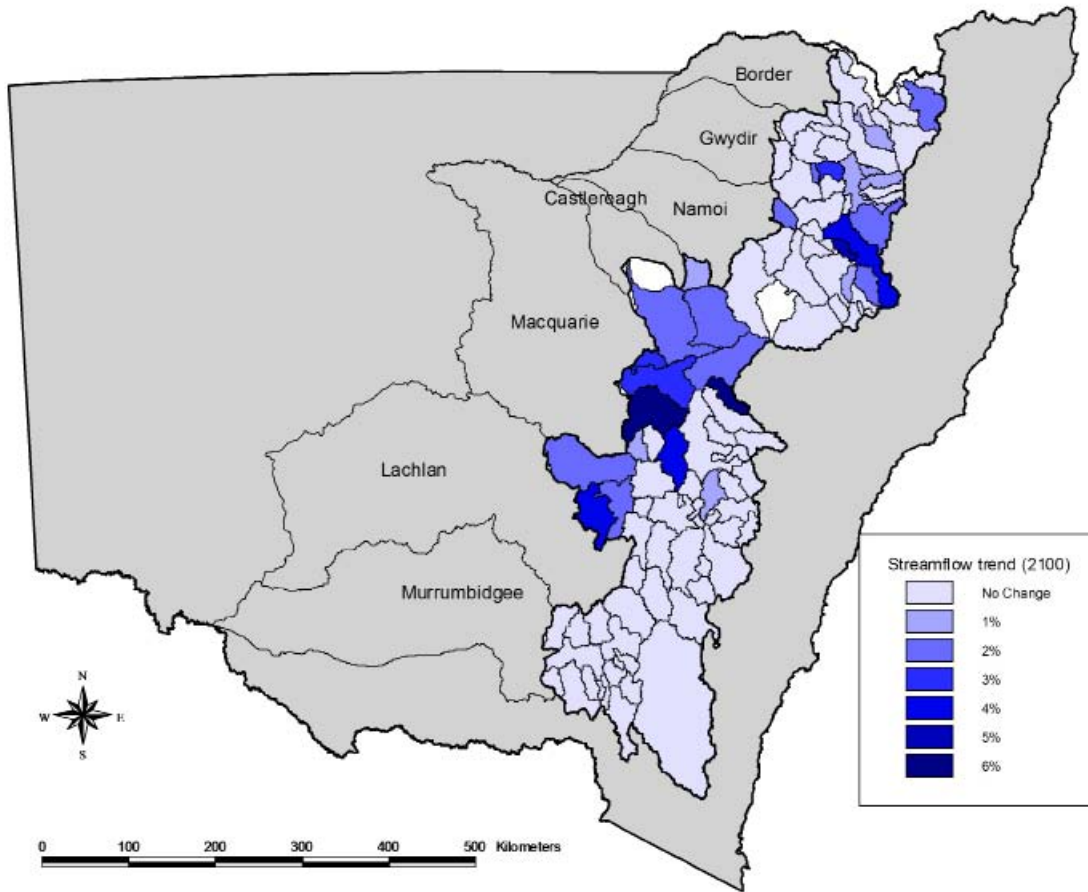 Border
Gwydir
Castlereagh
Namoi
Macquarie
Lachlan
Murrumbidgee
Streamflow trend (2100)
No Change
1%
2%
3%
4%
5%
6%
N
W E
S
0 100 200 300 400 500 Kilometers